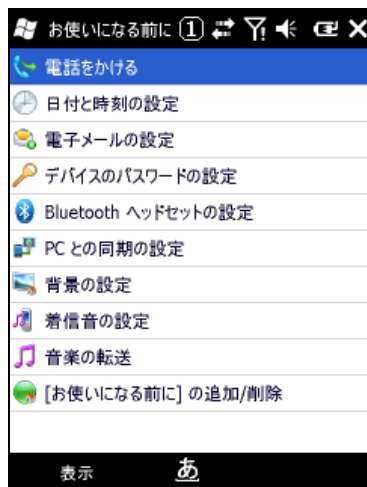 お使いになる前に 1
電話をかける
日付と時刻の設定
電子メールの設定
デバイスのパスワードの設定
Bluetooth ヘッドセットの設定
PC との同期の設定
背景の設定
着信音の設定
音楽の転送
[お使いになる前に] の追加/削除
表示 あ